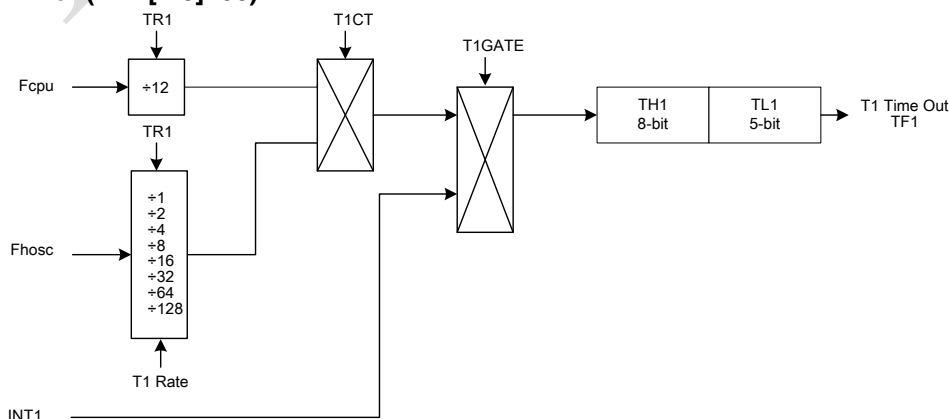 TR1
T1CT
T1GATE
Fcpu
÷12
TH1
8-bit
TL1
5-bit
T1 Time Out
TF1
TR1
÷1
÷2
÷4
÷8
÷16
÷32
÷64
÷128
Fhosc
T1 Rate
INT1